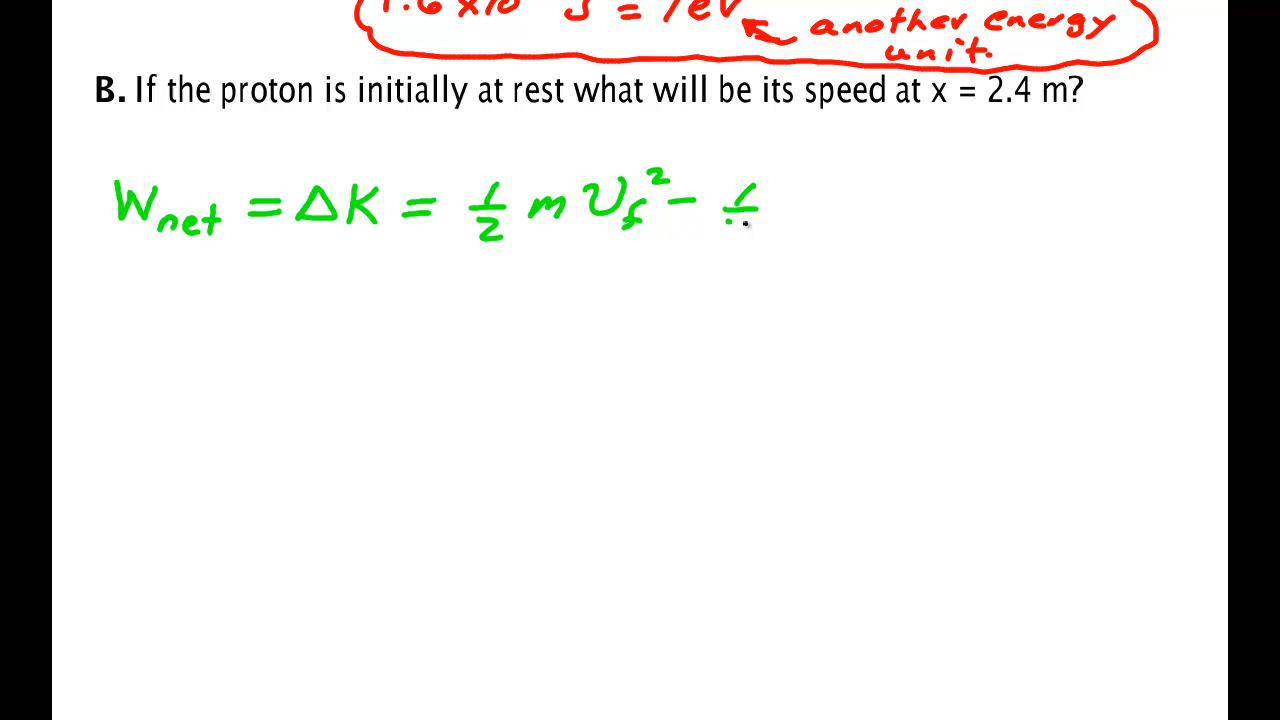 1.6 x10 J = 1eV
another energy
unit.
B. If the proton is initially at rest what will be its speed at x = 2.4 m?
Wnet = ΔK = 1/2 m vf² - 1